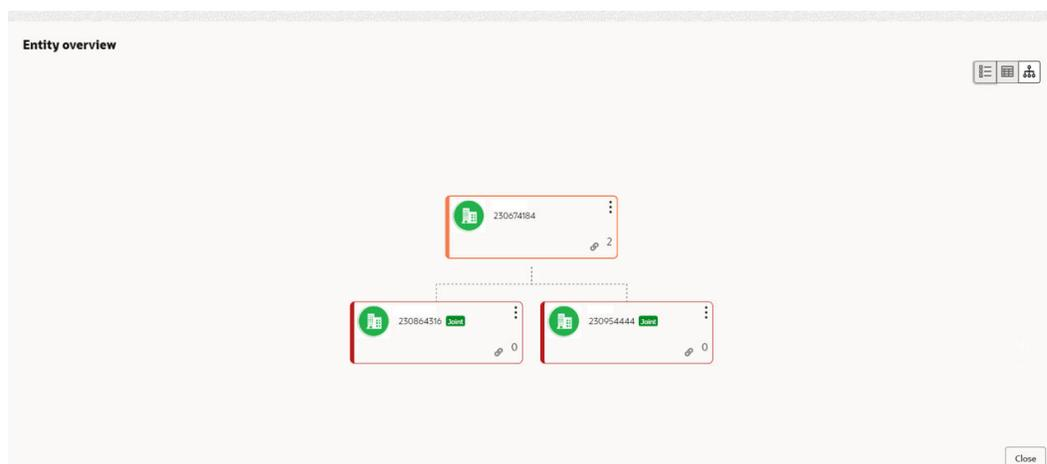 Entity overview
230674184
2
230864316 Joint
0
230954444 Joint
0
Close